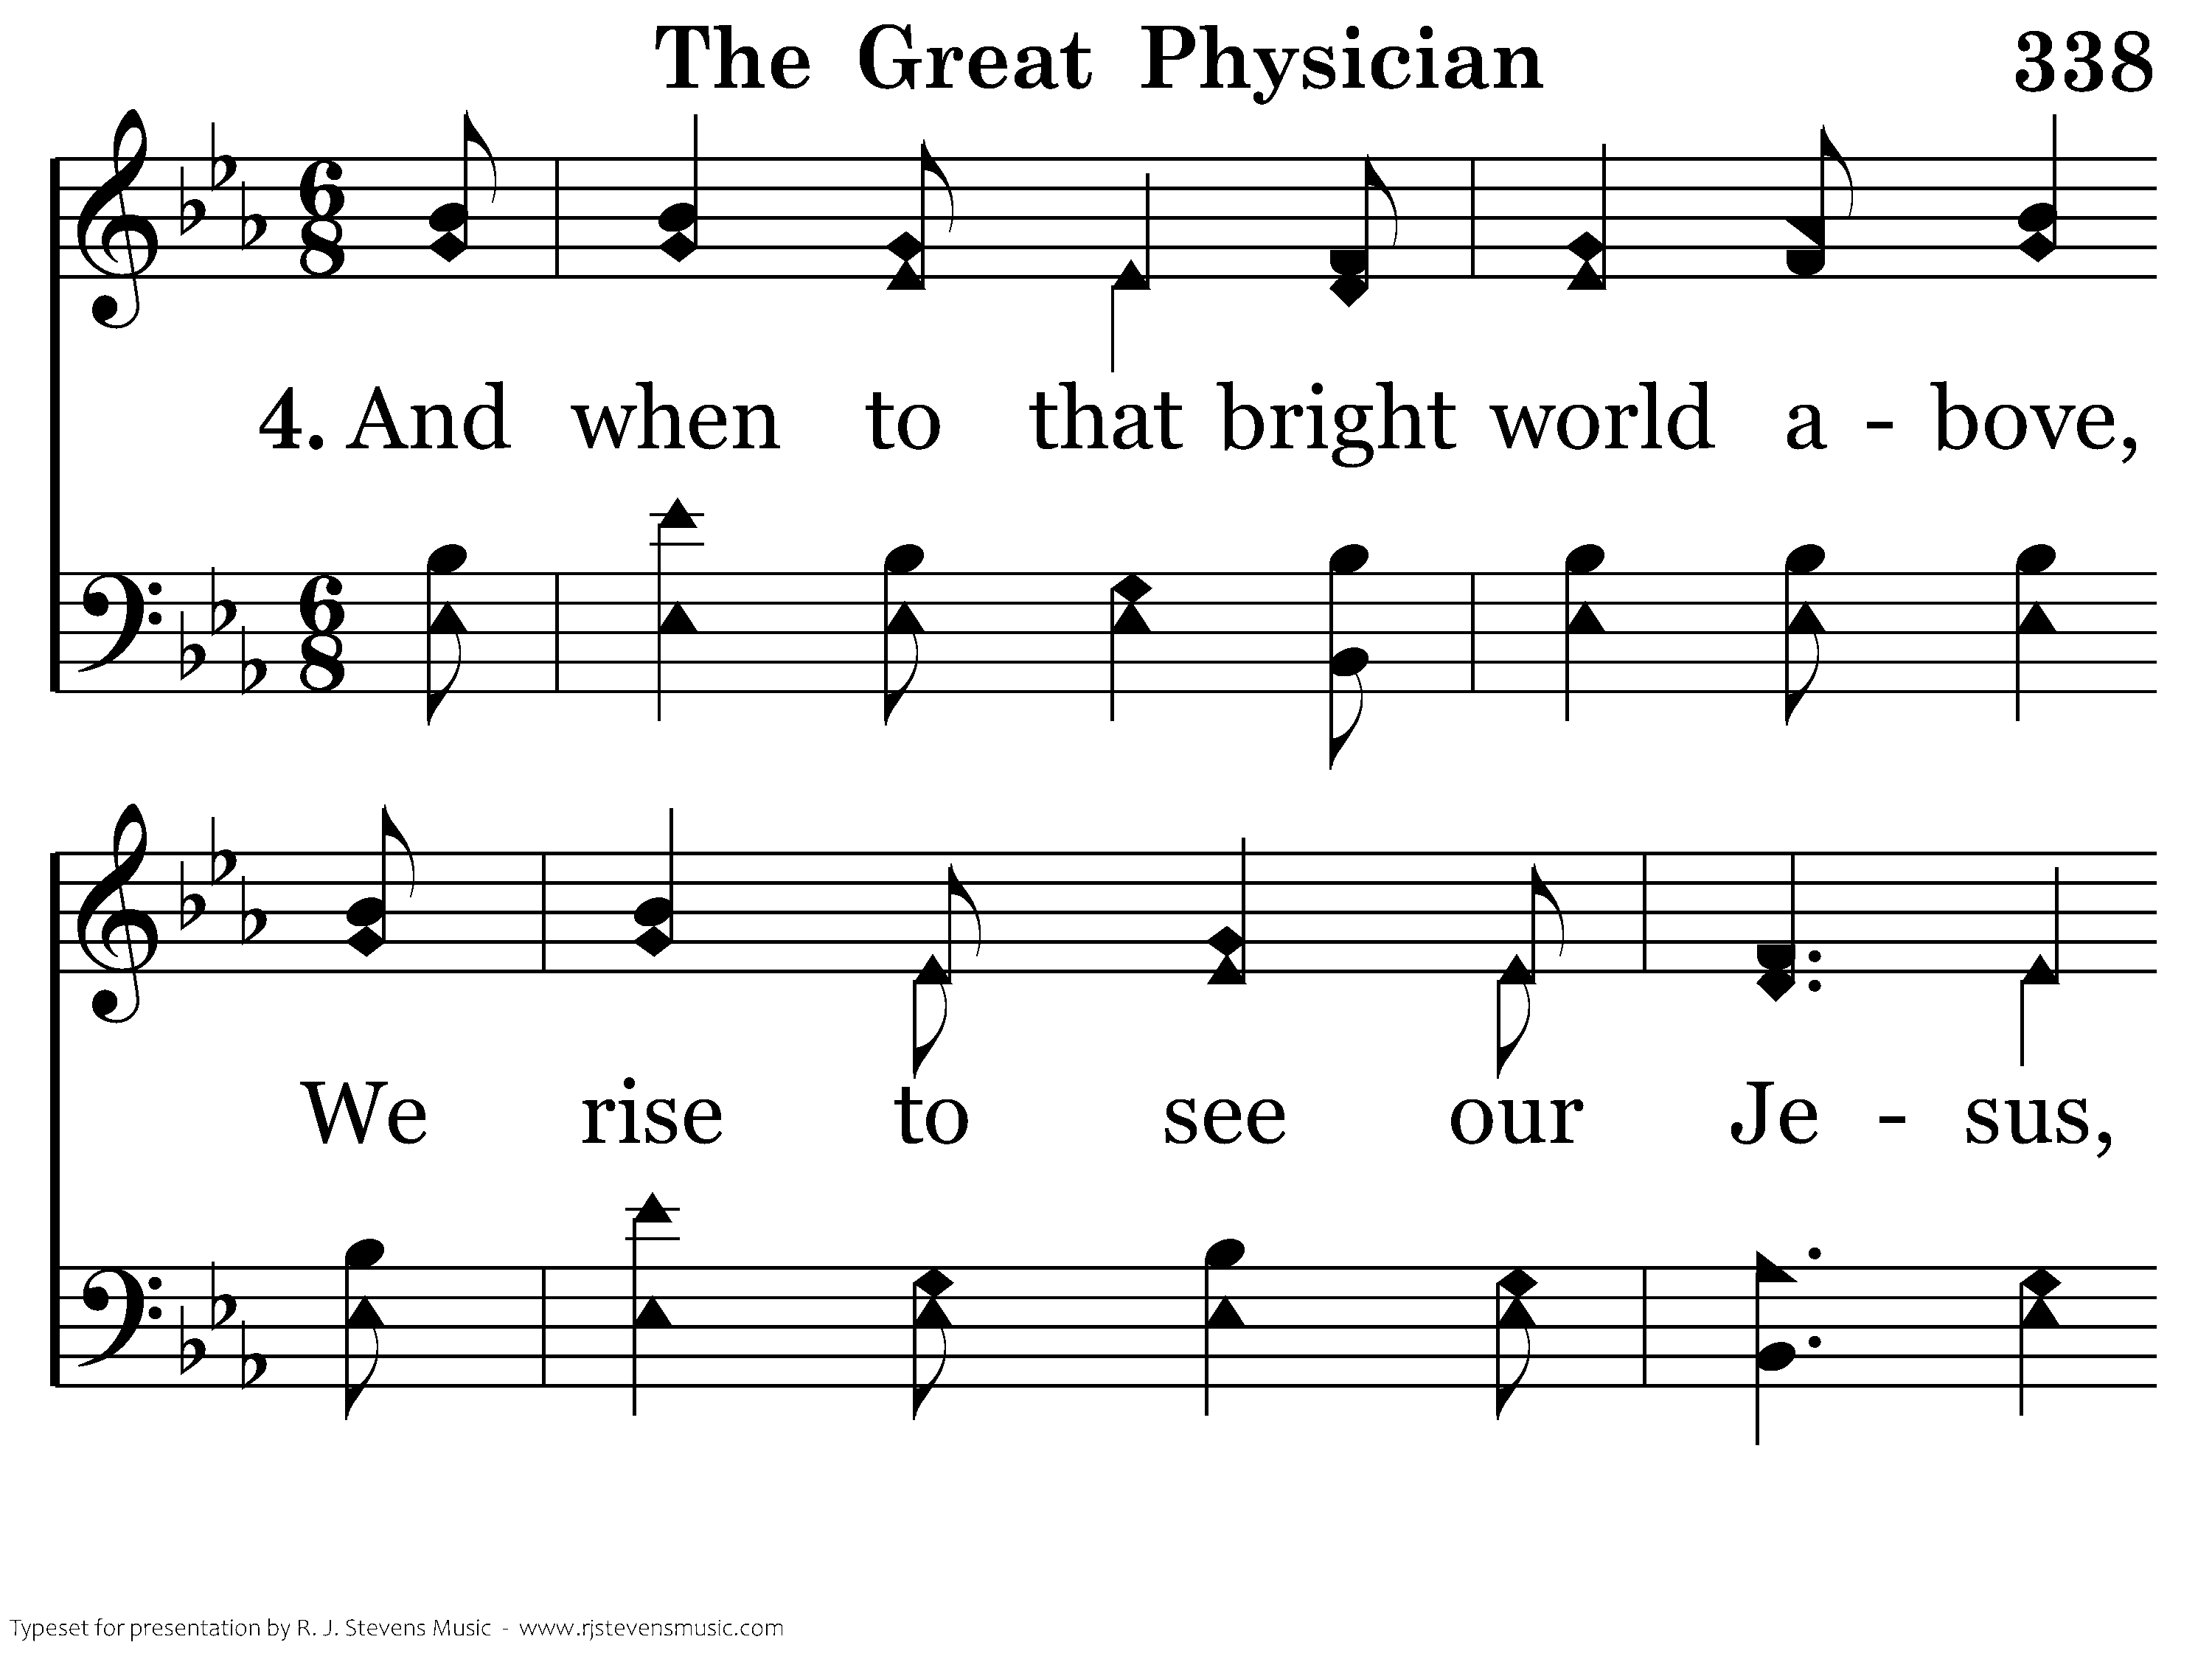 The Great Physician 338
4. And when to that bright world a - bove,
We rise to see our Je - sus,
Typeset for presentation by R. J. Stevens Music - www.rjstevensmusic.com